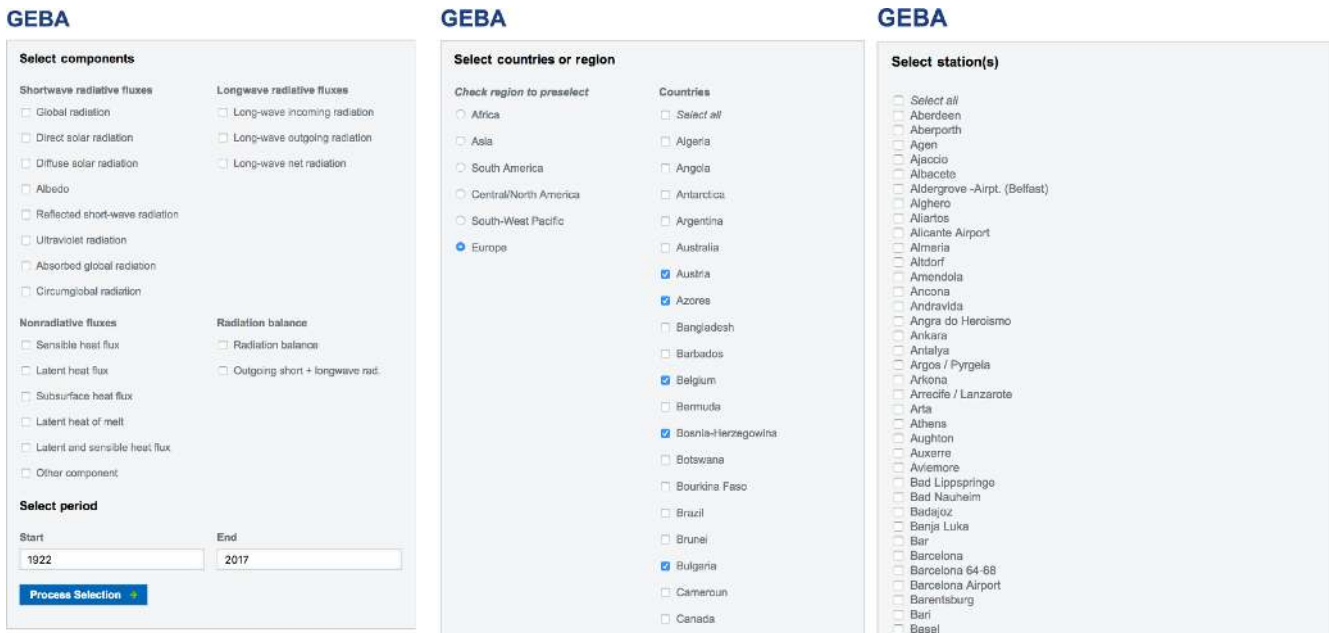 GEBA
Select components
Shortwave radiative fluxes
Global radiation
Direct solar radiation
Diffuse solar radiation
Albedo
Reflected short-wave radiation
Ultraviolet radiation
Absorbed global radiation
Circumglobal radiation
Longwave radiative fluxes
Long-wave incoming radiation
Long-wave outgoing radiation
Long-wave net radiation
Nonradiative fluxes
Sensible heat flux
Latent heat flux
Subsurface heat flux
Latent heat of melt
Latent and sensible heat flux
Other component
Radiation balance
Radiation balance
Outgoing short + longwave rad.
Select period
Start
1922
End
2017
Process Selection
GEBA
Select countries or region
Check region to preselect
Africa
Asia
South America
Central/North America
South-West Pacific
Europe
Countries
Select all
Algeria
Angola
Antarctica
Argentina
Australia
Austria
Azores
Bangladesh
Barbados
Belgium
Bermuda
Bosnia-Herzegowina
Botswana
Bourkina Faso
Brazil
Brunei
Bulgaria
Cameroun
Canada
GEBA
Select station(s)
Select all
Aberdeen
Aberporth
Agen
Ajaccio
Albacete
Aldergrove -Airpt. (Belfast)
Alghero
Aliartos
Alicante Airport
Almeria
Altdorf
Amendola
Ancona
Andravida
Angra do Heroismo
Ankara
Antalya
Argos / Pyrgela
Arkona
Arrecife / Lanzarote
Arta
Athens
Aughton
Auxerre
Aviemore
Bad Lippspringe
Bad Nauheim
Badajoz
Banja Luka
Bar
Barcelona
Barcelona 64-68
Barcelona Airport
Barentsburg
Bari
Basel